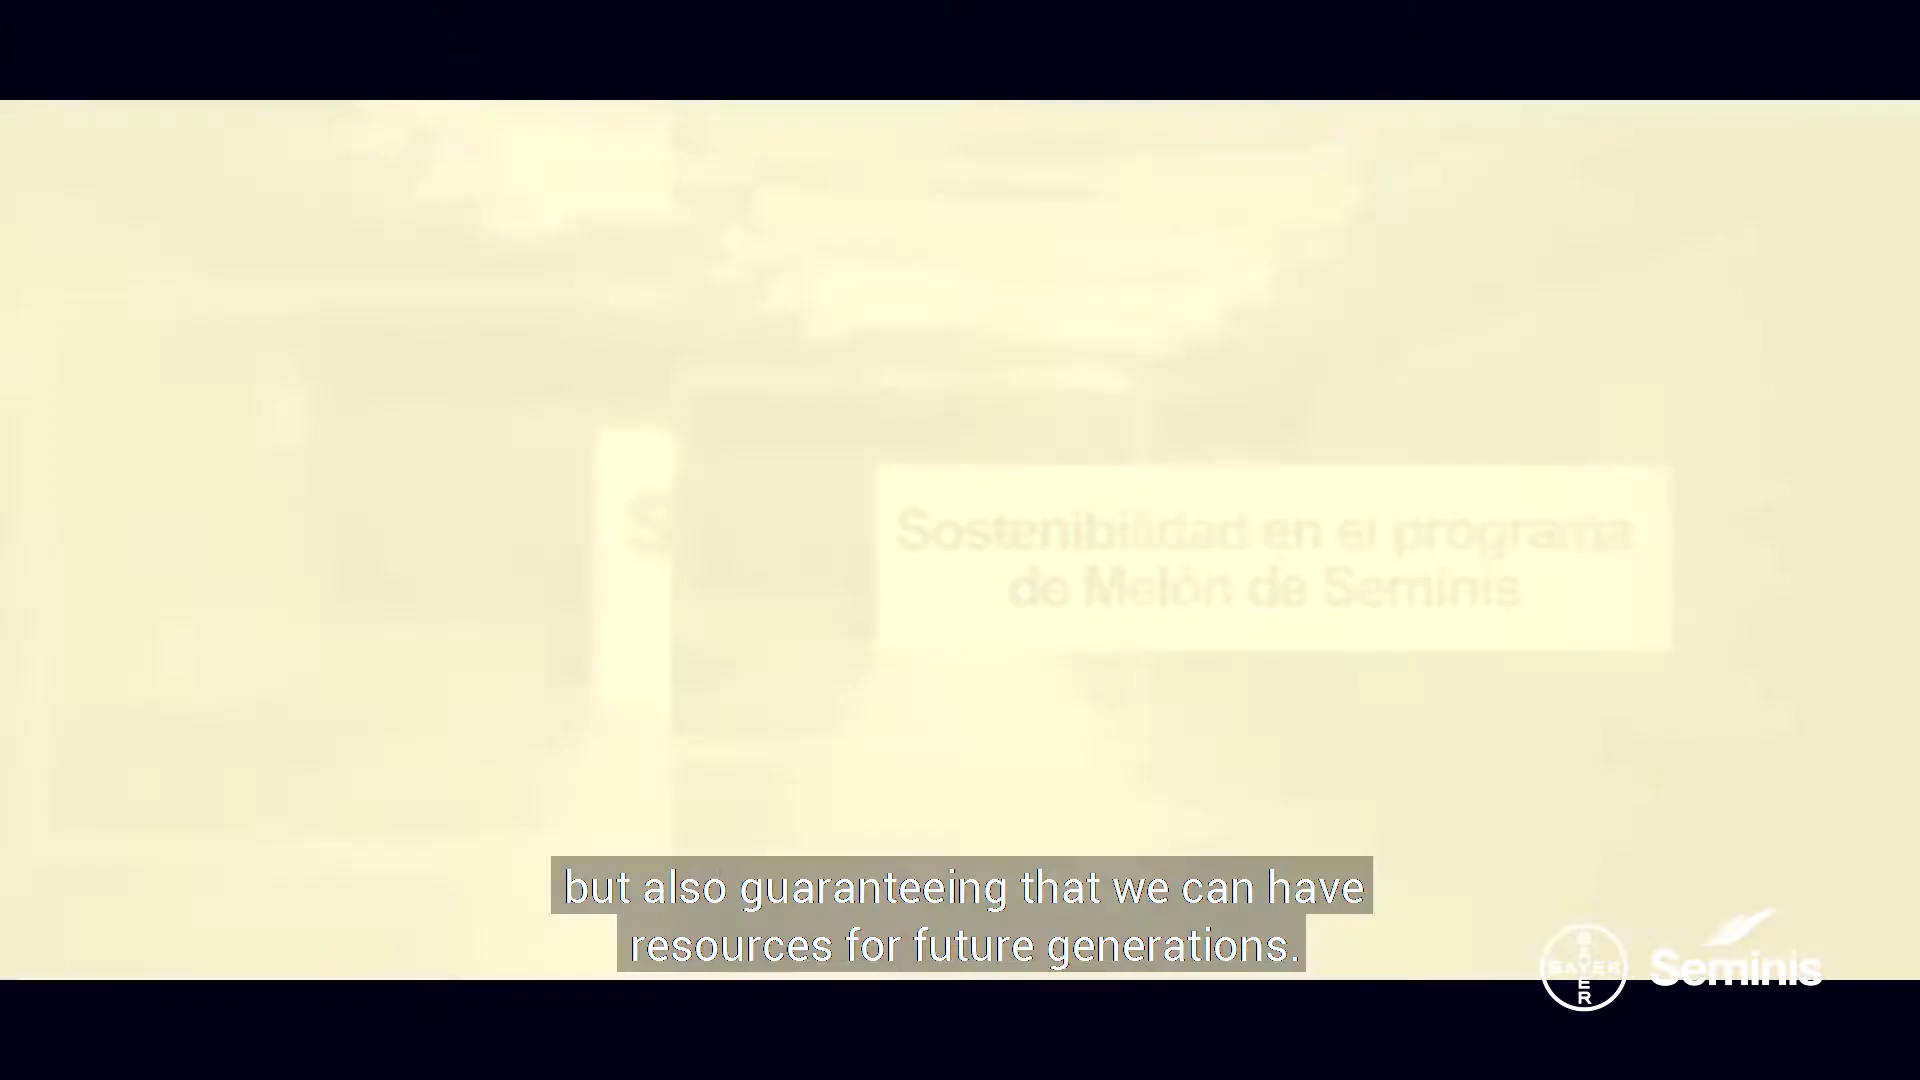 S
Sostenibilidad en el programa
de Melón de Seminis
but also guaranteeing that we can have
resources for future generations.
BAYER
BAYER
Seminis